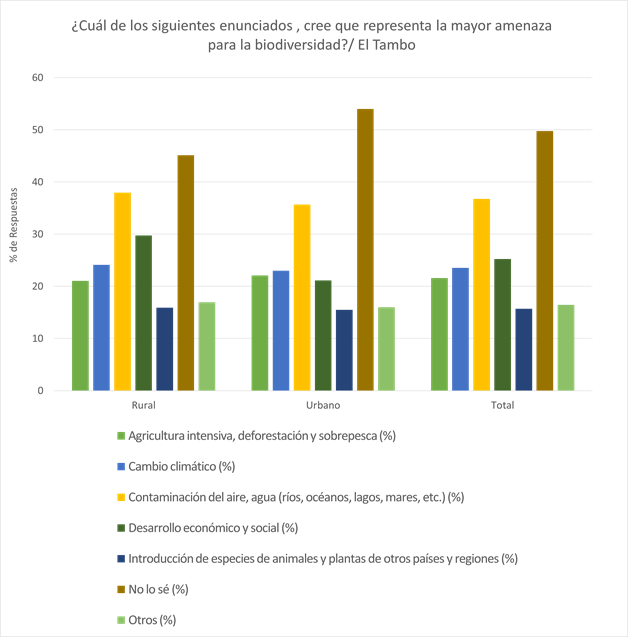 ¿Cuál de los siguientes enunciados , cree que representa la mayor amenaza
para la biodiversidad?/ El Tambo
60
50
40
30
20
10
0
% de Respuestas
Rural
Urbano
Total
Agricultura intensiva, deforestación y sobrepesca (%)
Cambio climático (%)
Contaminación del aire, agua (ríos, océanos, lagos, mares, etc.) (%)
Desarrollo económico y social (%)
Introducción de especies de animales y plantas de otros países y regiones (%)
No lo sé (%)
Otros (%)